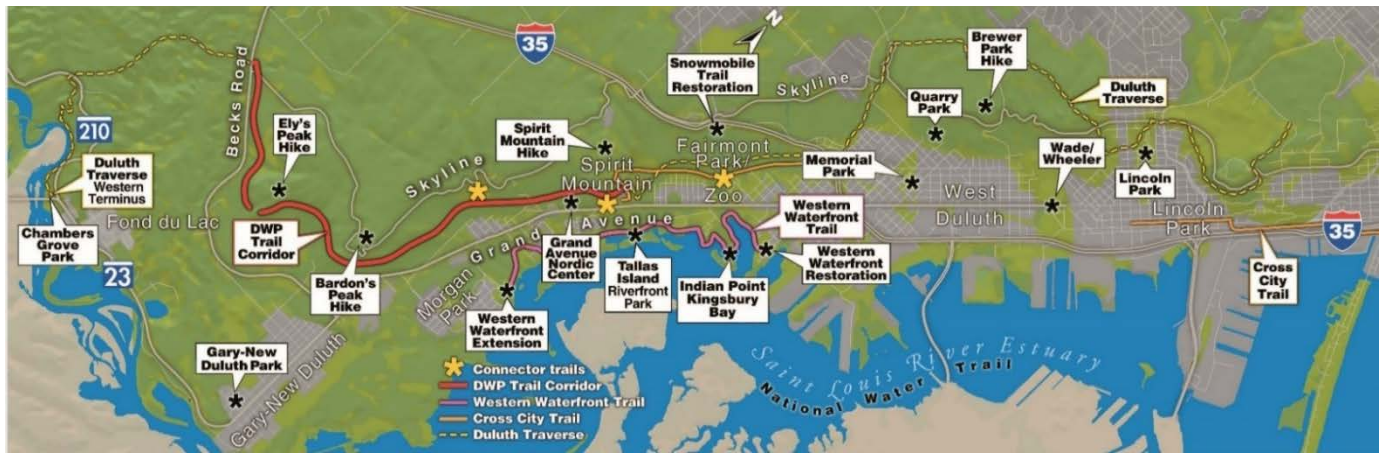 35
N
Becks Road
210
Ely's
Peak
Hike
Spirit
Mountain
Hike
Snowmobile
Trail
Restoration
Skyline
Brewer
Park
Hike
Quarry
Park
Duluth
Traverse
Duluth
Traverse
Western
Terminus
Skyline
Spirit
Mountain
Fairmont
Park/
Zoo
Memorial
Park
West
Duluth
Wade/
Wheeler
Lincoln
Park
Lincoln
Park
35
Fond du Lac
Chambers
Grove
Park
23
DWP
Trail
Corridor
Bardon's
Peak
Hike
Grand Avenue
Morgan
Park
Grand
Avenue
Nordic
Center
Tallas
Island
Riverfront
Park
Western
Waterfront
Trail
Western
Waterfront
Restoration
Indian Point
Kingsbury
Bay
Western
Waterfront
Extension
Cross
City
Trail
Gary-New
Duluth Park
Gary-New Duluth
Saint Louis River Estuary
National Water Trail
Connector trails
DWP Trail Corridor
Western Waterfront Trail
Cross City Trail
Duluth Traverse